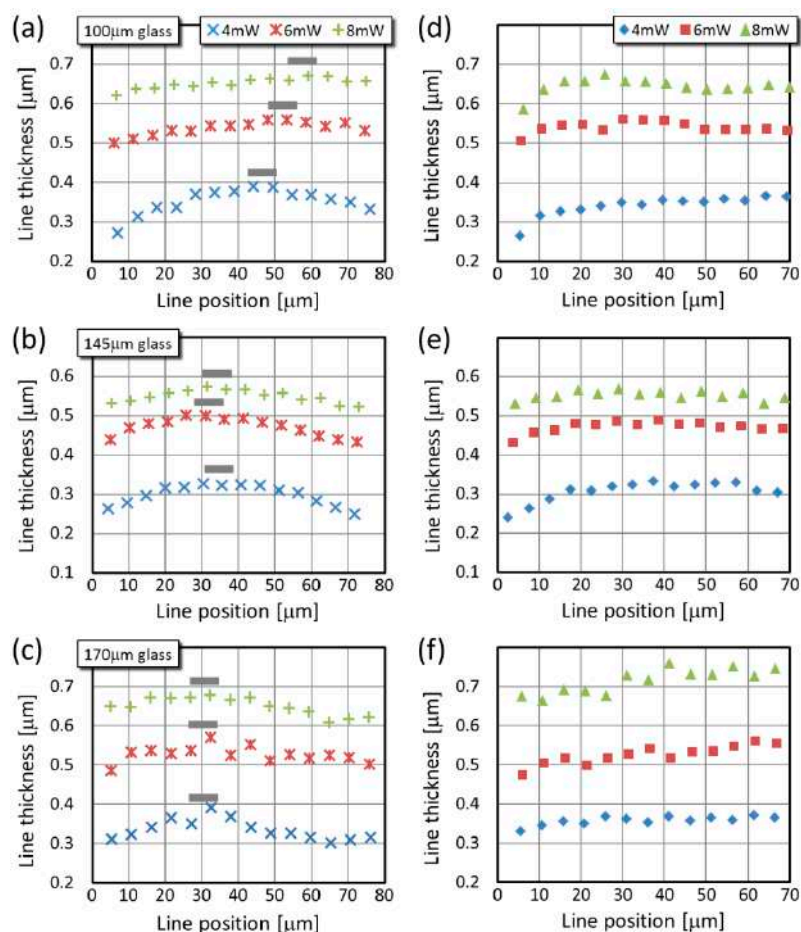 (a) 100μm glass × 4mW ж 6mW + 8mW
0.7
0.6
0.5
0.4
0.3
0.2
Line thickness [μm]
0 10 20 30 40 50 60 70 80
Line position [μm]
(d) 4mW 6mW 8mW
0.7
0.6
0.5
0.4
0.3
0.2
Line thickness [μm]
0 10 20 30 40 50 60 70
Line position [μm]
(b) 145μm glass
0.6
0.5
0.4
0.3
0.2
0.1
Line thickness [μm]
0 10 20 30 40 50 60 70 80
Line position [μm]
(e)
0.6
0.5
0.4
0.3
0.2
0.1
Line thickness [μm]
0 10 20 30 40 50 60 70
Line position [μm]
(c) 170μm glass
0.7
0.6
0.5
0.4
0.3
0.2
Line thickness [μm]
0 10 20 30 40 50 60 70 80
Line position [μm]
(f)
0.7
0.6
0.5
0.4
0.3
0.2
Line thickness [μm]
0 10 20 30 40 50 60 70
Line position [μm]